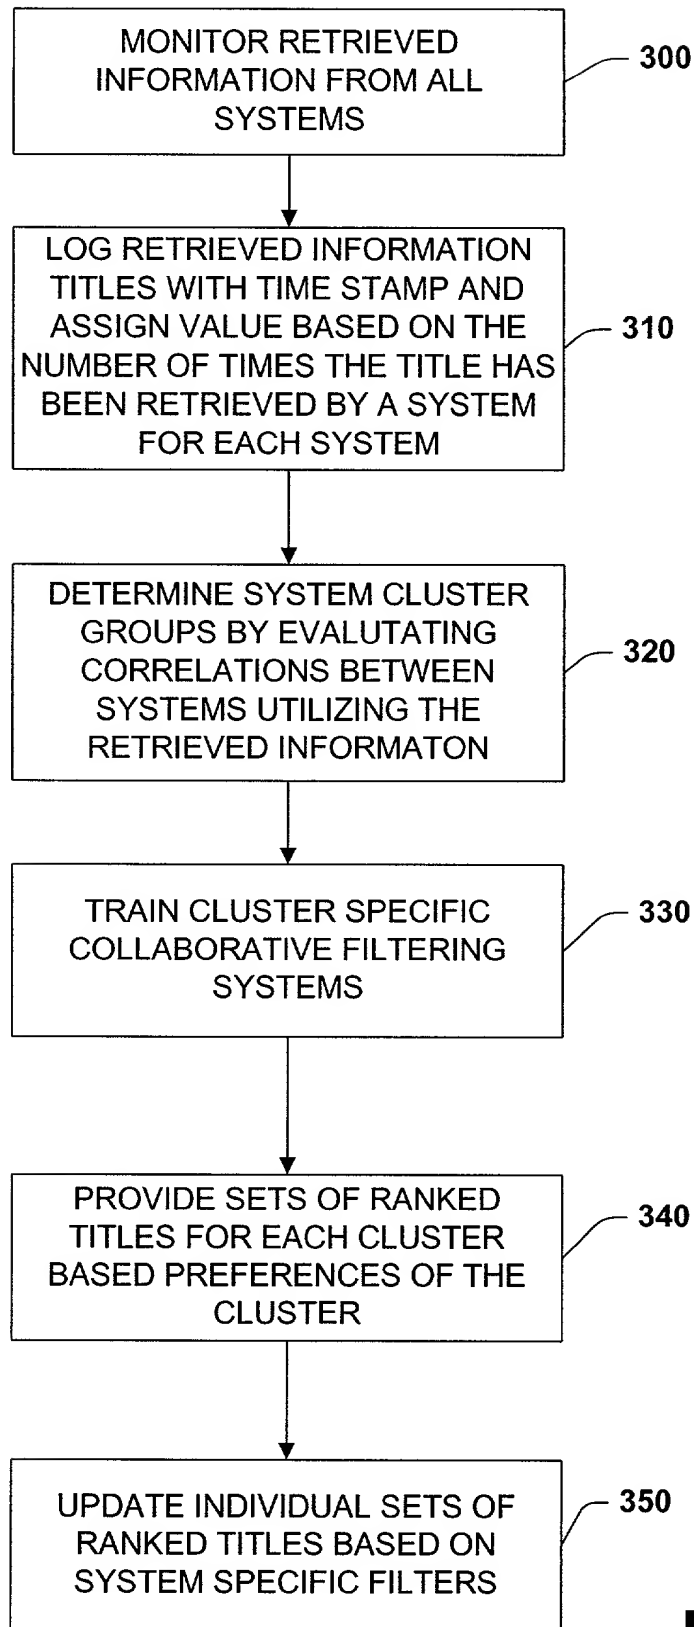 MONITOR RETRIEVED
INFORMATION FROM ALL
SYSTEMS
300
LOG RETRIEVED INFORMATION
TITLES WITH TIME STAMP AND
ASSIGN VALUE BASED ON THE
NUMBER OF TIMES THE TITLE HAS
BEEN RETRIEVED BY A SYSTEM
FOR EACH SYSTEM
310
DETERMINE SYSTEM CLUSTER
GROUPS BY EVALUTATING
CORRELATIONS BETWEEN
SYSTEMS UTILIZING THE
RETRIEVED INFORMATON
320
TRAIN CLUSTER SPECIFIC
COLLABORATIVE FILTERING
SYSTEMS
330
PROVIDE SETS OF RANKED
TITLES FOR EACH CLUSTER
BASED PREFERENCES OF THE
CLUSTER
340
UPDATE INDIVIDUAL SETS OF
RANKED TITLES BASED ON
SYSTEM SPECIFIC FILTERS
350